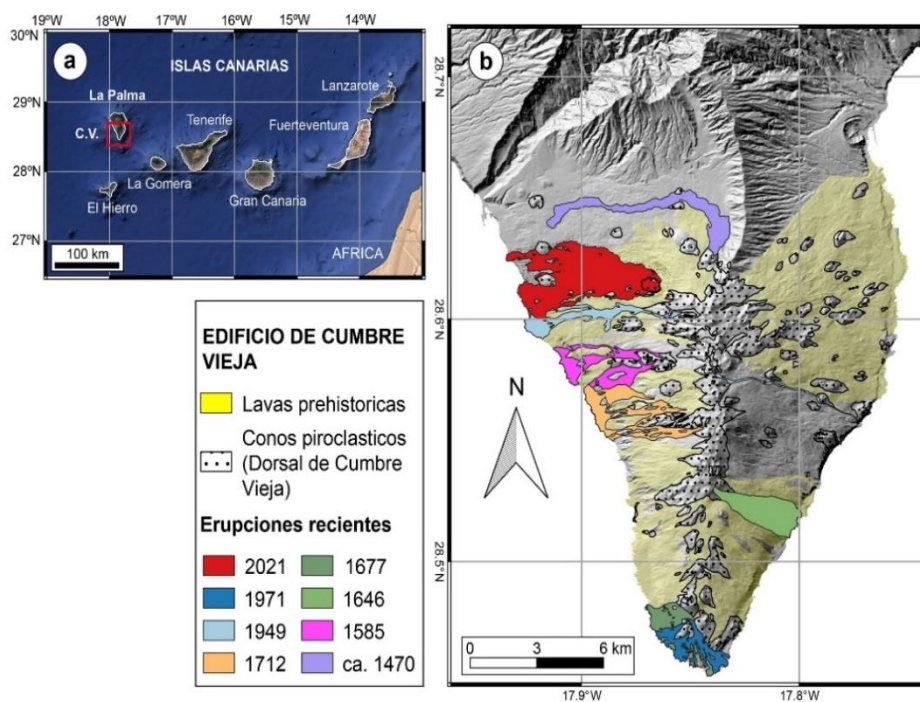 19°W 18°W 17°W 16°W 15°W 14°W
30°N
29°N
28°N
27°N
a
ISLAS CANARIAS
Lanzarote
La Palma
Tenerife
Fuerteventura
C.V.
La Gomera
Gran Canaria
El Hierro
AFRICA
100 km
EDIFICIO DE CUMBRE
VIEJA
Lavas prehistoricas
Conos piroclasticos
(Dorsal de Cumbre
Vieja)
Erupciones recientes
2021
1971
1949
1712
1677
1646
1585
ca. 1470
b
28.7°N
28.6°N
28.5°N
N
0 3 6 km
17.9°W 17.8°W